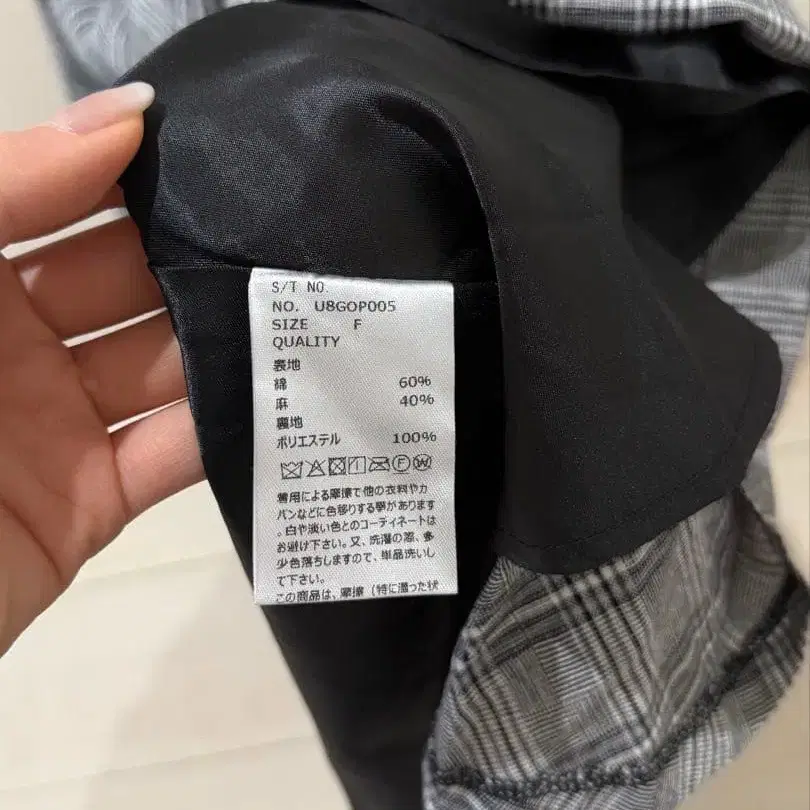 S/T NO.
NO. U8GOP005
SIZE F
QUALITY
表地
綿 60%
麻 40%
裏地
ポリエステル 100%
着用による摩擦で他の衣料やカ
バンなどに色移りする事があります
。白や淡い色とのコーディネートは
お避け下さい。又、洗濯の際、多
少色落ちしますので、単品洗いし
て下さい。
この商品は、摩擦（特に湿った状